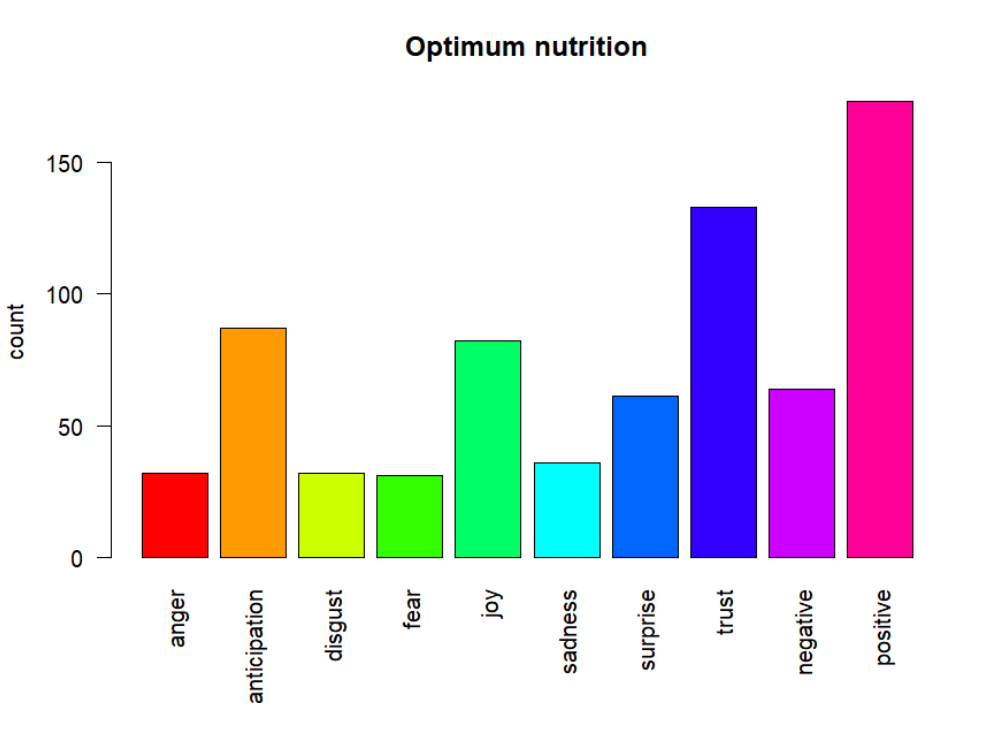 Optimum nutrition
count
150
100
50
0
anger
anticipation
disgust
fear
joy
sadness
surprise
trust
negative
positive